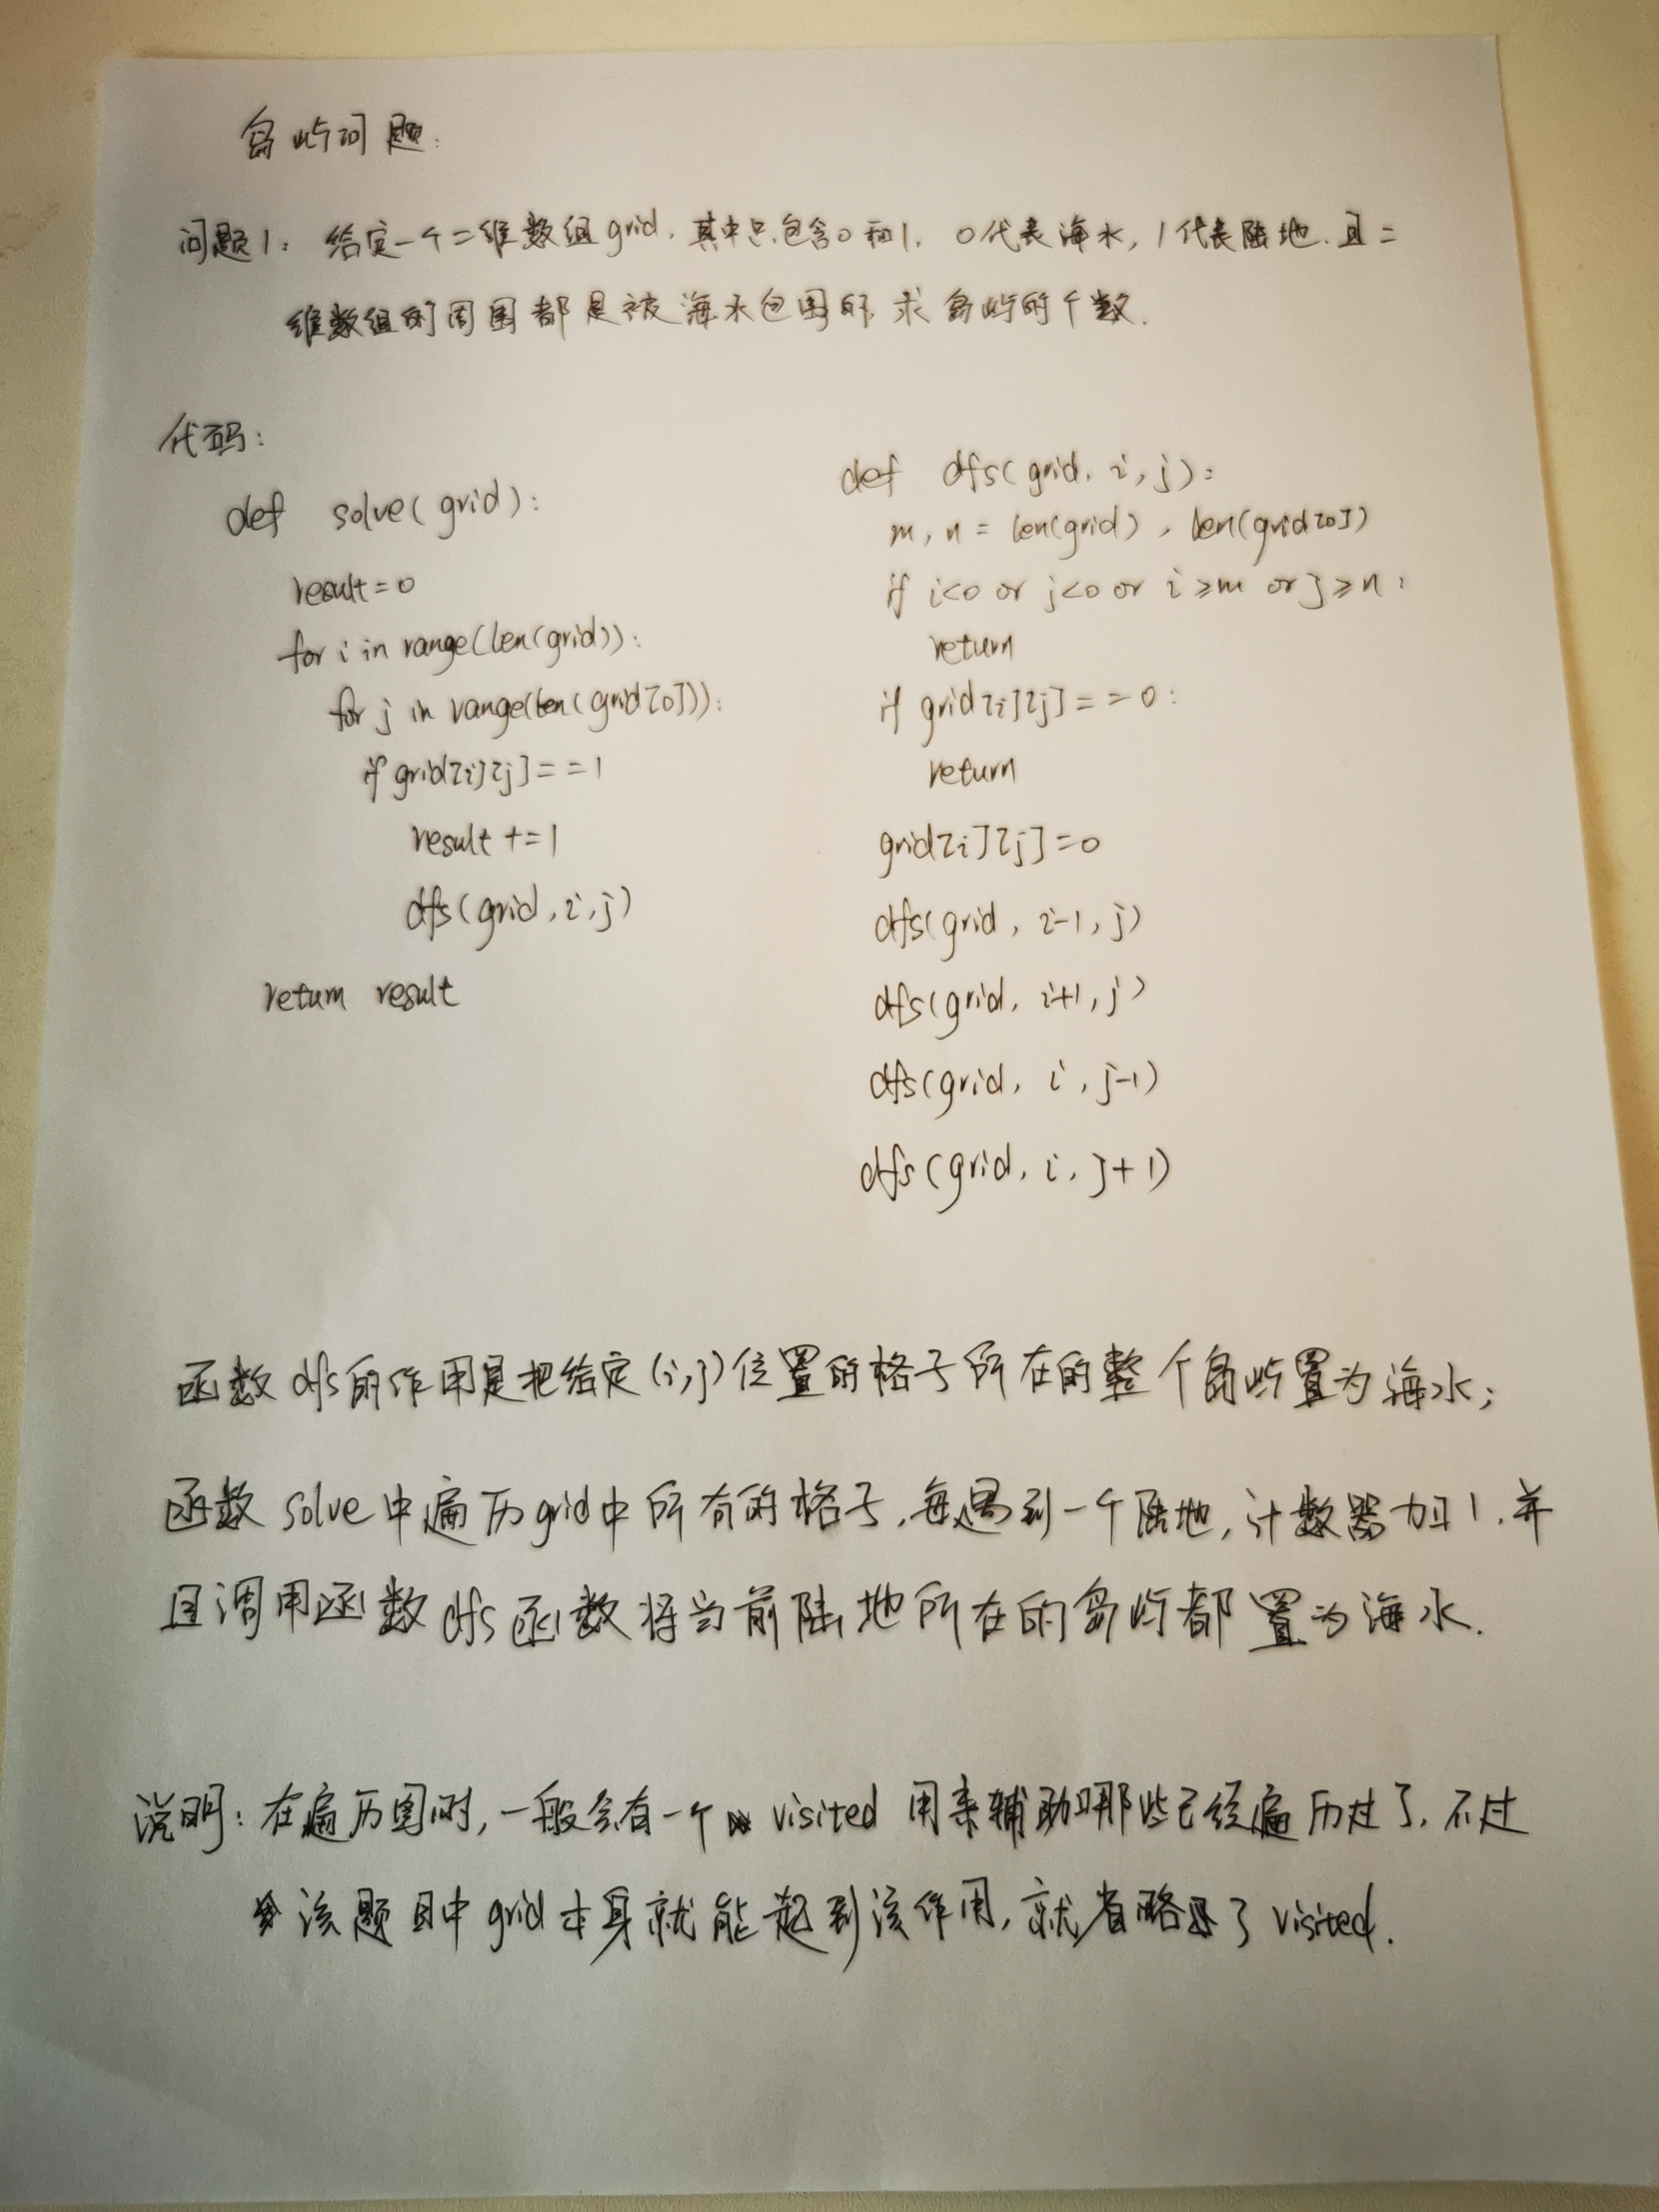 岛屿问题:
问题1: 给定一个二维数组grid, 其中只包含0和1, 0代表海水, 1代表陆地, 且二
维数组的周围都是被海水包围的, 求岛屿的个数.
代码:
def solve(grid):
result=0
for i in range(len(grid)):
for j in range(len(grid[0])):
if grid[i][j]==1
result +=1
dfs(grid,i,j)
return result
def dfs(grid, i, j):
m, n = len(grid), len(grid[0])
if i<0 or j<0 or i≥m or j≥n:
return
if grid[i][j]==0:
return
grid[i][j]=0
dfs(grid, i-1, j)
dfs(grid, i+1, j)
dfs(grid, i, j-1)
dfs(grid, i, j+1)
函数dfs的作用是把给定(i,j)位置的格子所在的整个岛屿置为海水;
函数solve中遍历grid中所有的格子,每遇到一个陆地,计数器加1,并
且调用函数dfs函数将当前陆地所在的岛屿都置为海水.
说明: 在遍历图时, 一般会有一个visited用来辅助哪些已经遍历过了, 不过
该题目中grid本身就能起到该作用, 就省略了visited.